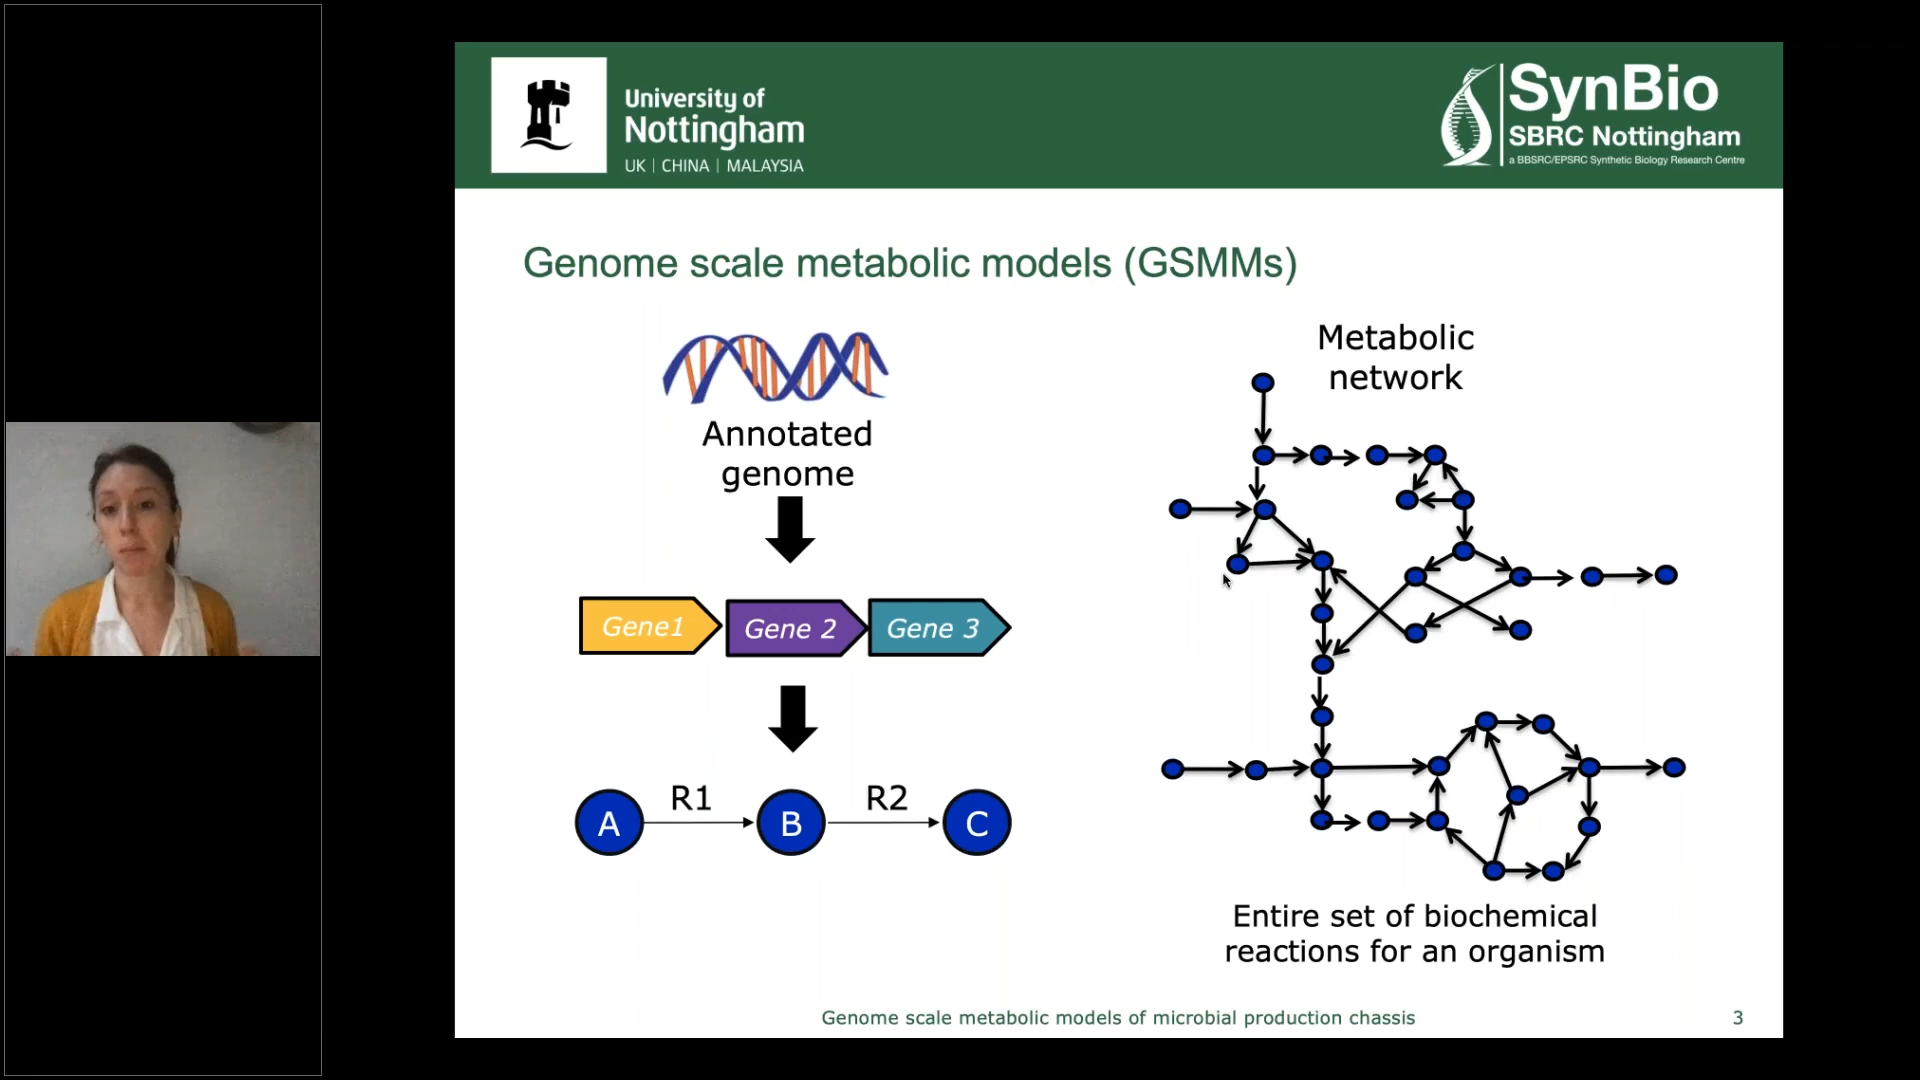 University of
Nottingham
UK | CHINA | MALAYSIA
SynBio
SBRC Nottingham
a BBSRC/EPSRC Synthetic Biology Research Centre
Genome scale metabolic models (GSMMs)
Annotated
genome
Gene1
Gene 2
Gene 3
R1
R2
A
B
C
Metabolic
network
Entire set of biochemical
reactions for an organism
Genome scale metabolic models of microbial production chassis
3